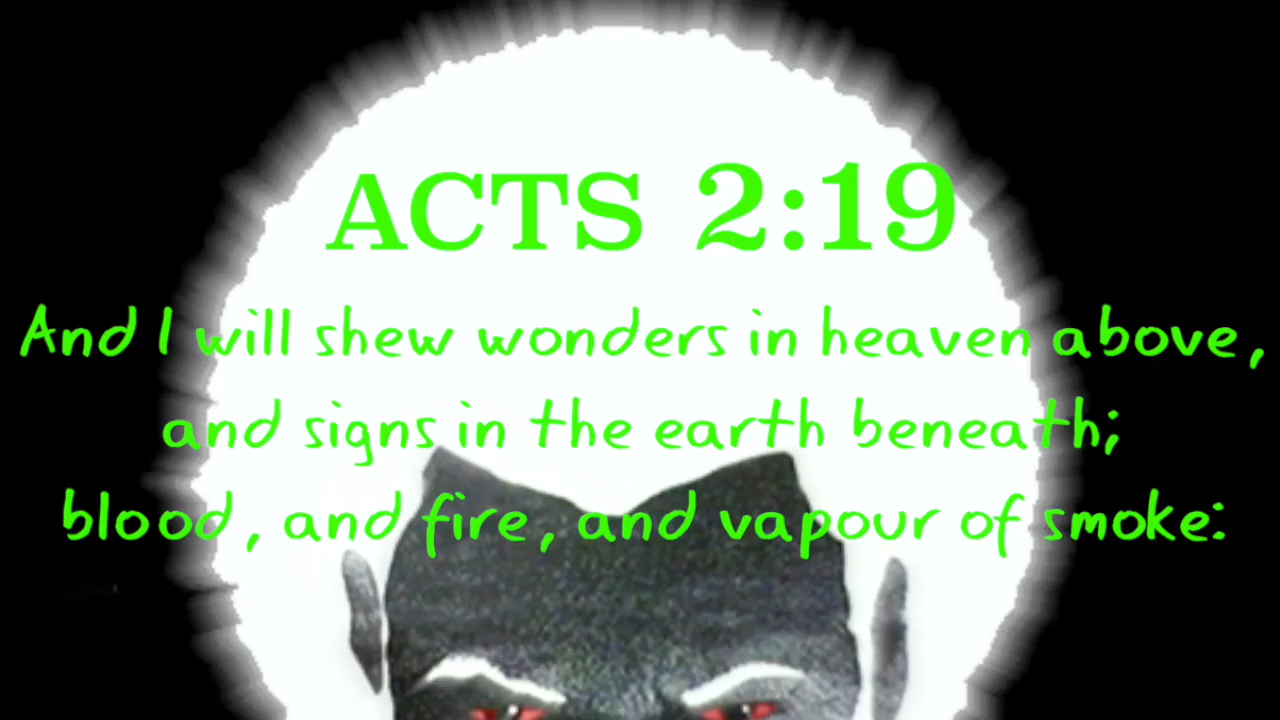 ACTS 2:19
And I will shew wonders in heaven above,
and signs in the earth beneath;
blood, and fire, and vapour of smoke: